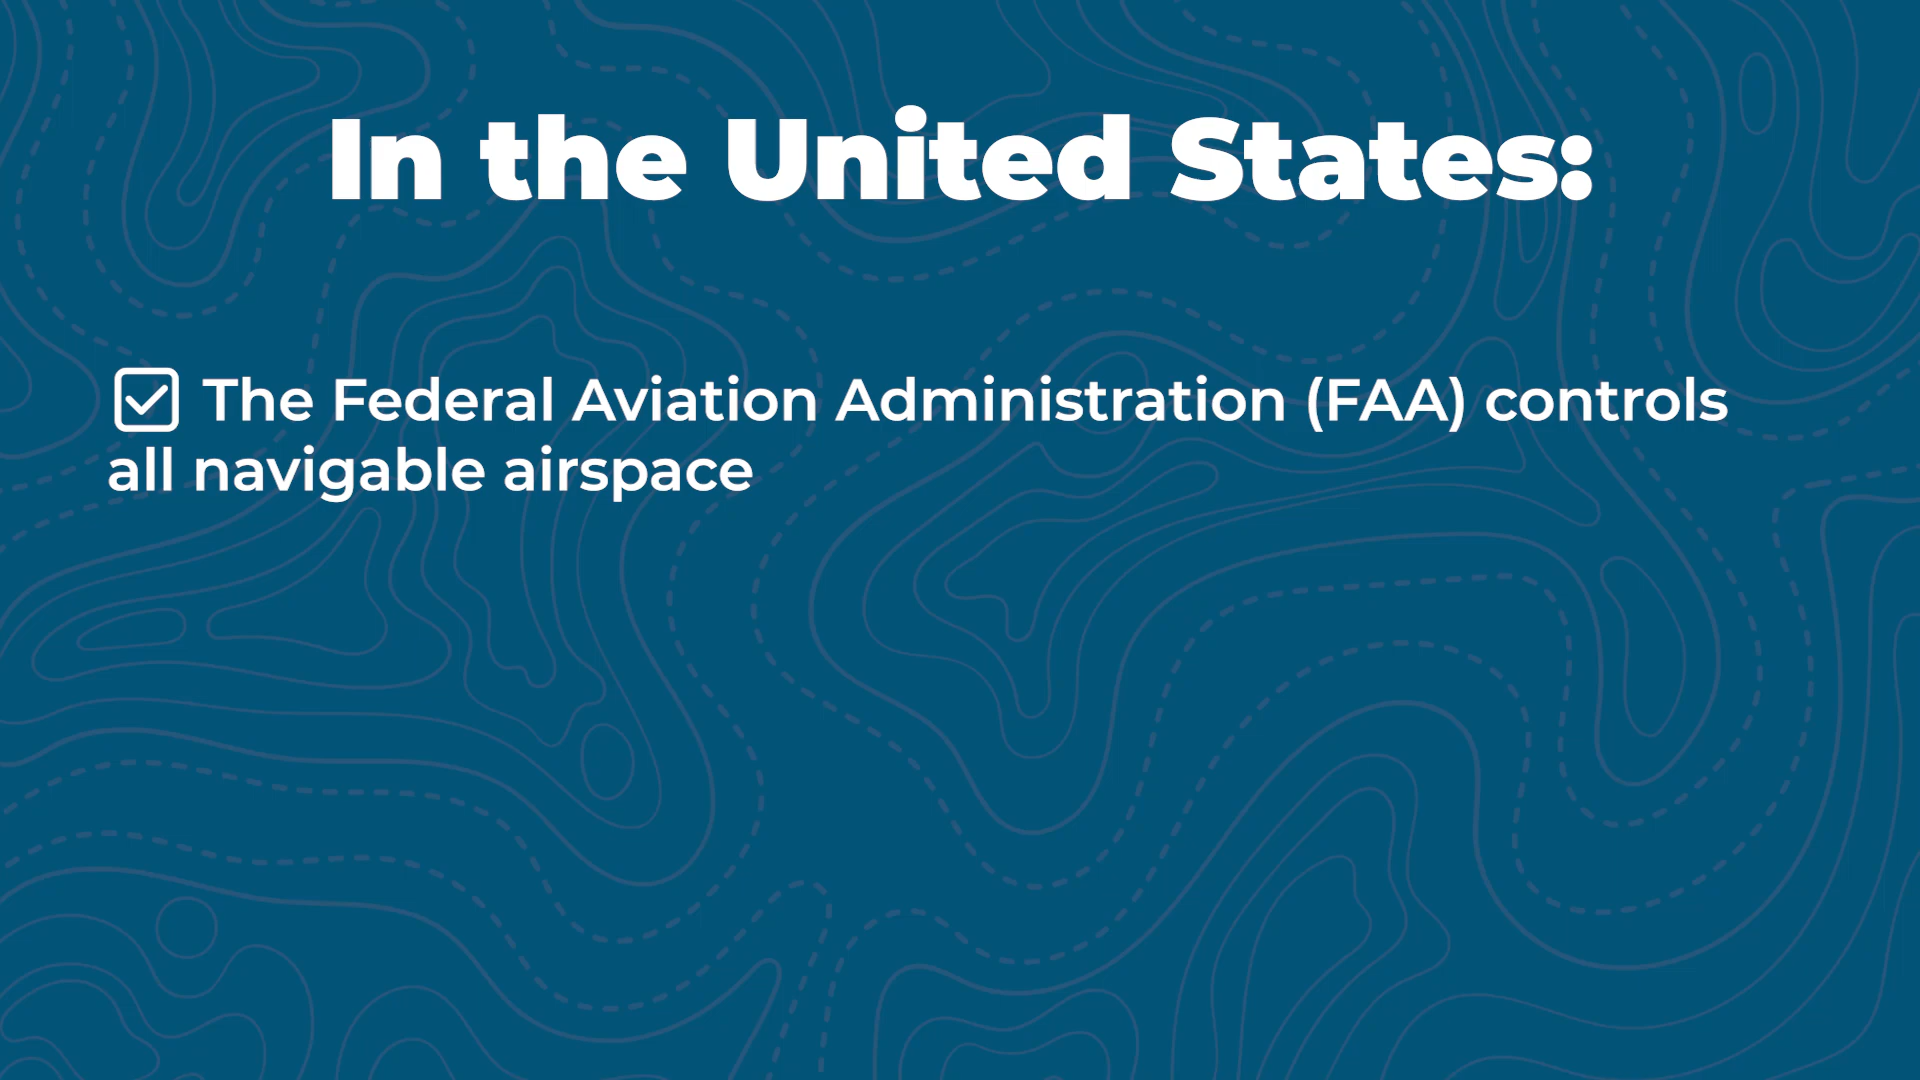 In the United States:
☑ The Federal Aviation Administration (FAA) controls
all navigable airspace